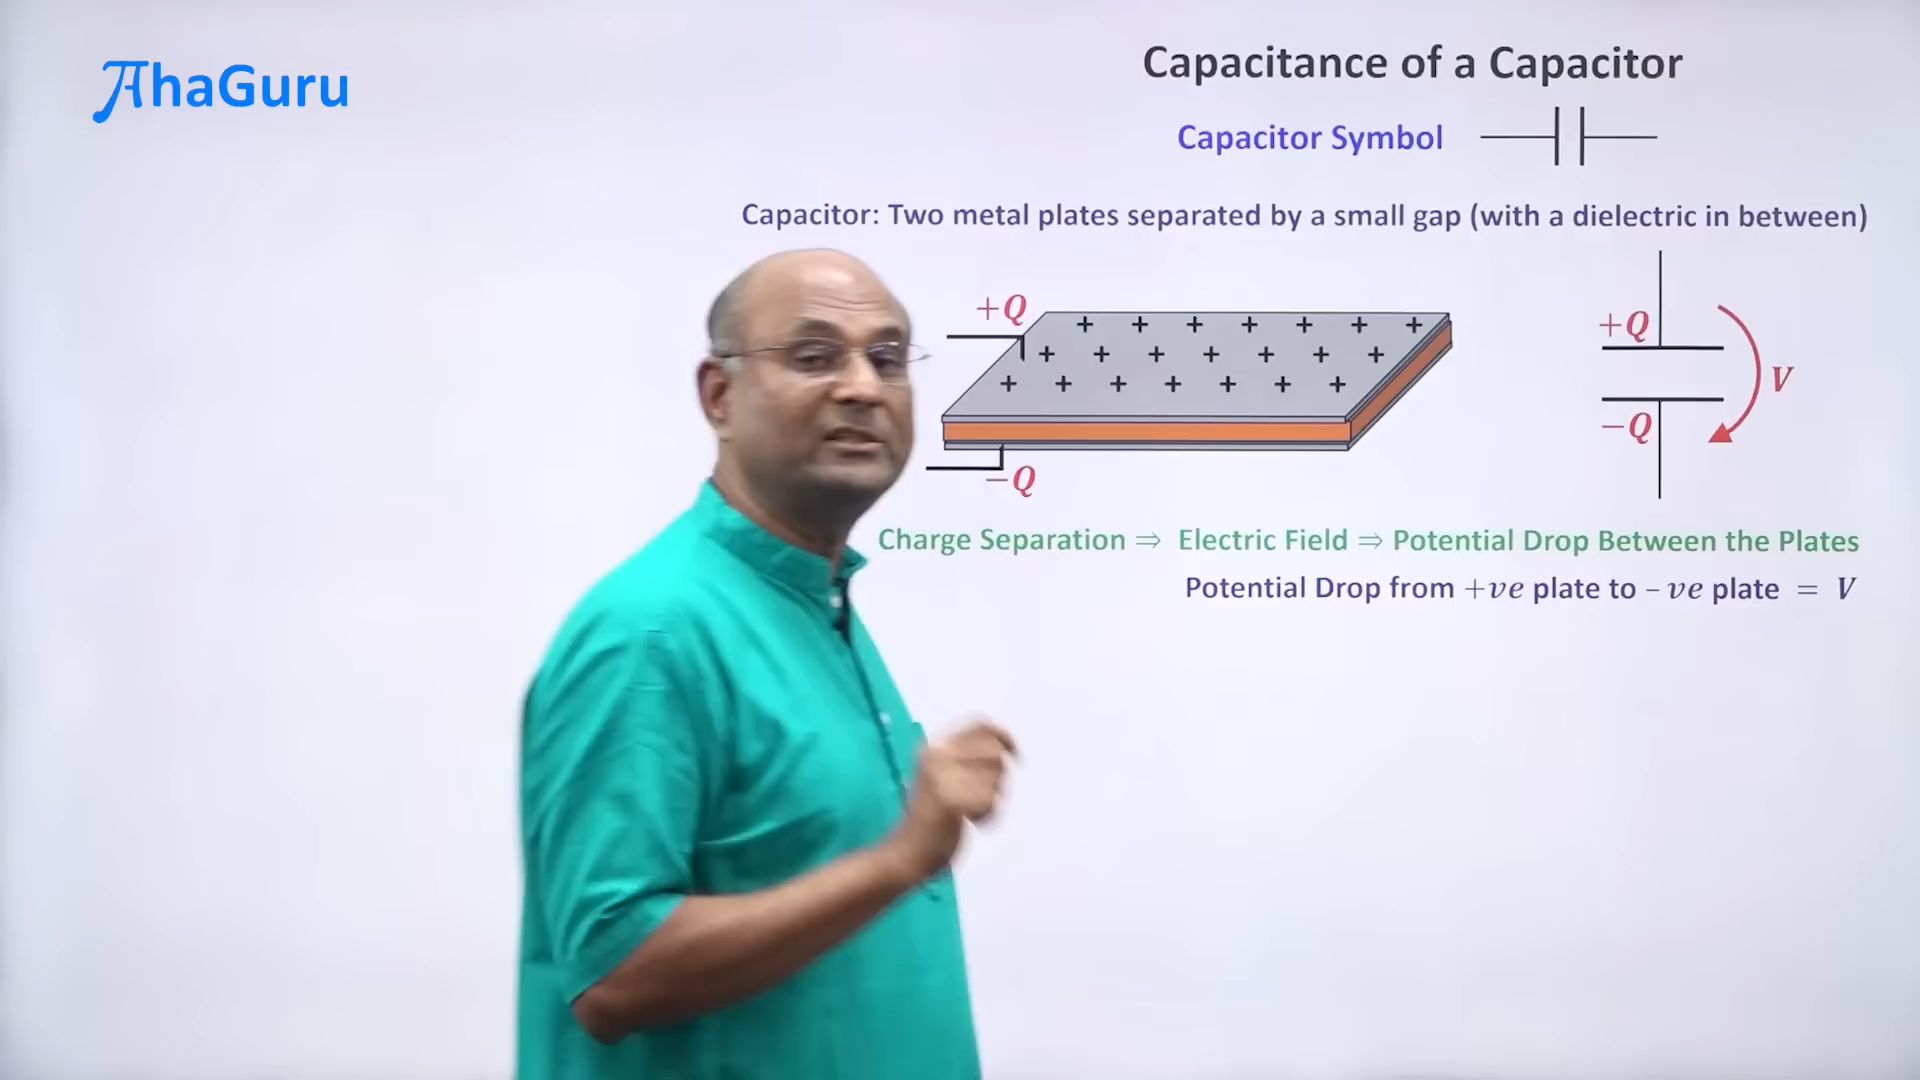 AhaGuru
Capacitance of a Capacitor
Capacitor Symbol
Capacitor: Two metal plates separated by a small gap (with a dielectric in between)
+Q
+ + + + + + +
+ + + + + + +
+ + + + + + +
−Q
+Q
V
−Q
Charge Separation ⇒ Electric Field ⇒ Potential Drop Between the Plates
Potential Drop from +ve plate to – ve plate = V